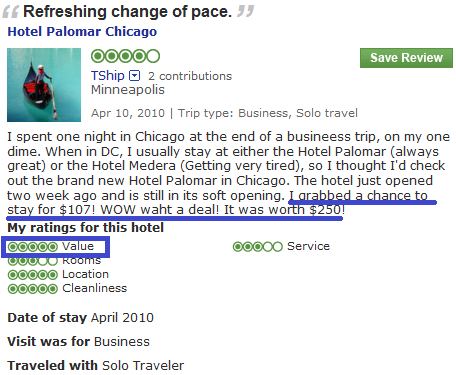 “ Refreshing change of pace. ”
Hotel Palomar Chicago
TShip 2 contributions
Save Review
Minneapolis
Apr 10, 2010 | Trip type: Business, Solo travel
I spent one night in Chicago at the end of a busineess trip, on my one
dime. When in DC, I usually stay at either the Hotel Palomar (always
great) or the Hotel Medera (Getting very tired), so I thought I'd check
out the brand new Hotel Palomar in Chicago. The hotel just opened
two week ago and is still in its soft opening. I grabbed a chance to
stay for $107! WOW waht a deal! It was worth $250!
My ratings for this hotel
Value
Service
Rooms
Location
Cleanliness
Date of stay April 2010
Visit was for Business
Traveled with Solo Traveler